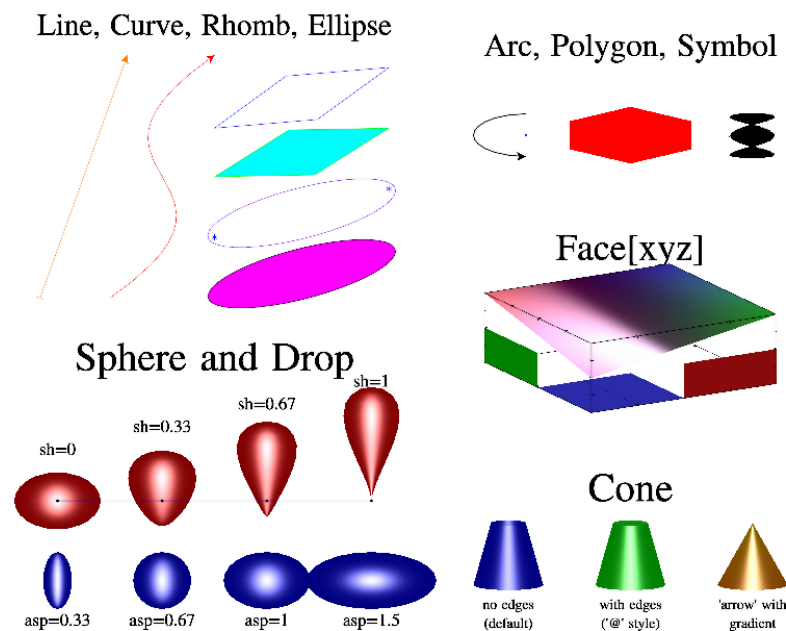 Line, Curve, Rhomb, Ellipse
Arc, Polygon, Symbol
Face[xyz]
Sphere and Drop
sh=0
sh=0.33
sh=0.67
sh=1
asp=0.33
asp=0.67
asp=1
asp=1.5
Cone
no edges
(default)
with edges
('@' style)
'arrow' with
gradient